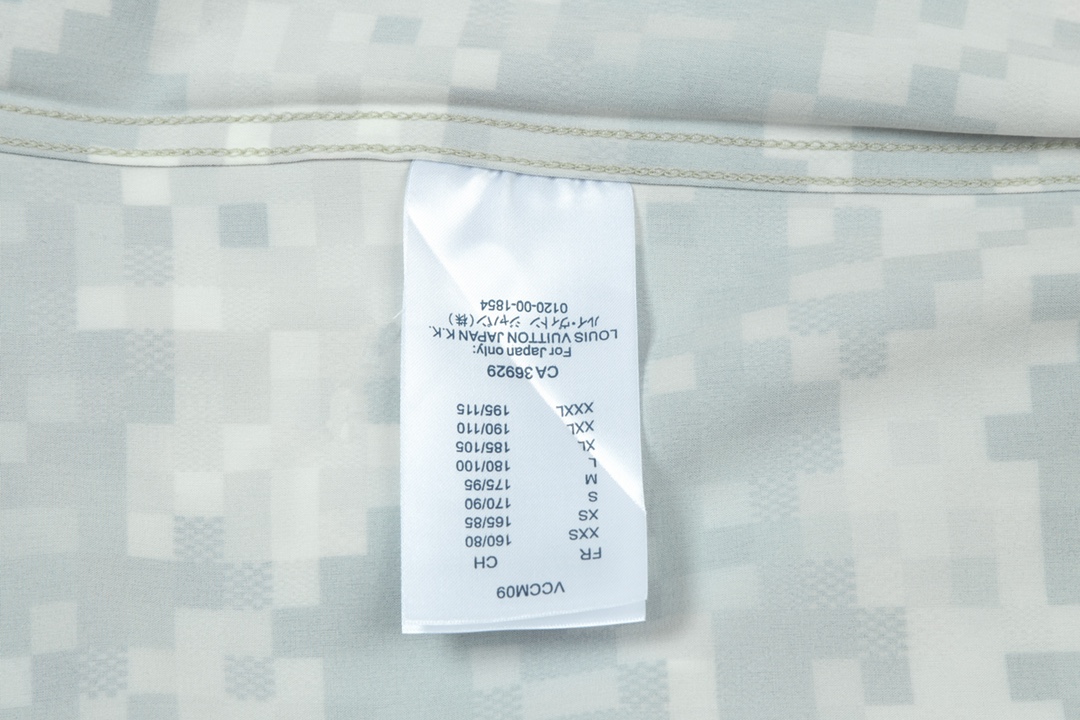 VCCM09
FR CH
XXS 160/80
XS 165/85
S 170/90
M 175/95
L 180/100
XL 185/105
XXL 190/110
XXXL 195/115
CA 36929
For Japan only:
LOUIS VUITTON JAPAN K.K.
ルイ・ヴィトン ジャパン(株)
0120-00-1854